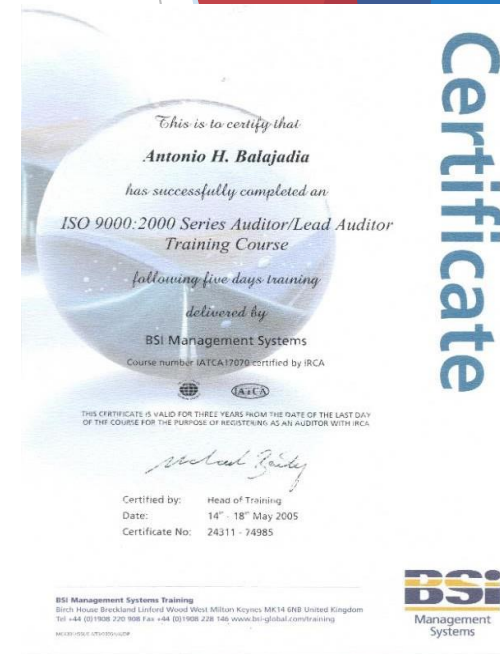 Certificate
This is to certify that
Antonio H. Balajadia
has successfully completed an
ISO 9000:2000 Series Auditor/Lead Auditor
Training Course
following five days training
delivered by
BSI Management Systems
Course number IATCA17070 certified by IRCA
IATCA
THIS CERTIFICATE IS VALID FOR THREE YEARS FROM THE DATE OF THE LAST DAY
OF THE COURSE FOR THE PURPOSE OF REGISTERING AS AN AUDITOR WITH IRCA
Certified by: Head of Training
Date: 14th - 18th May 2005
Certificate No: 24311 - 74985
BSI Management Systems Training
Birch House Breckland Linford Wood West Milton Keynes MK14 6NB United Kingdom
Tel +44 (0)1908 220 908 Fax +44 (0)1908 228 146 www.bsi-global.com/training
BSi
Management
Systems